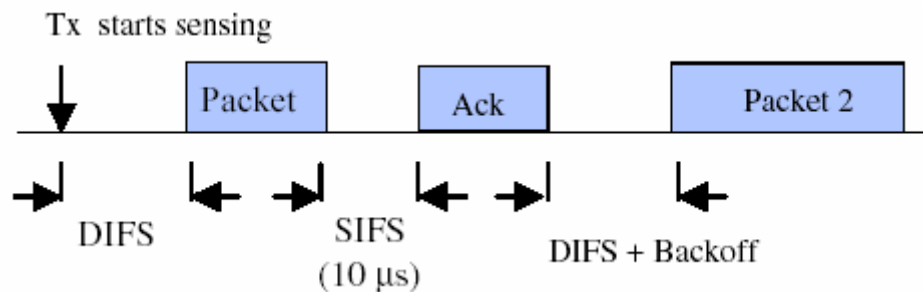 Tx starts sensing
Packet
Ack
Packet 2
DIFS
SIFS
(10 μs)
DIFS + Backoff